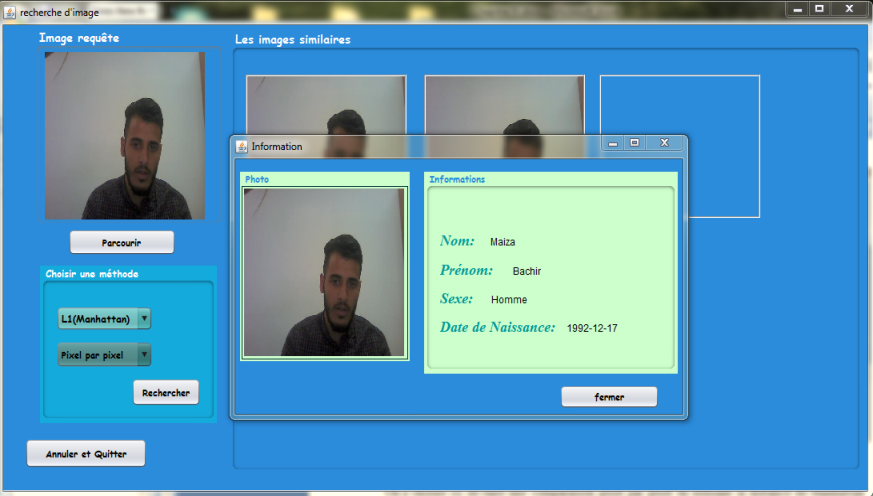 recherche d'image
Image requête
Les images similaires
Parcourir
Choisir une méthode
L1(Manhattan)
Pixel par pixel
Rechercher
Annuler et Quitter
Information
Photo
Informations
Nom: Maiza
Prénom: Bachir
Sexe: Homme
Date de Naissance: 1992-12-17
fermer